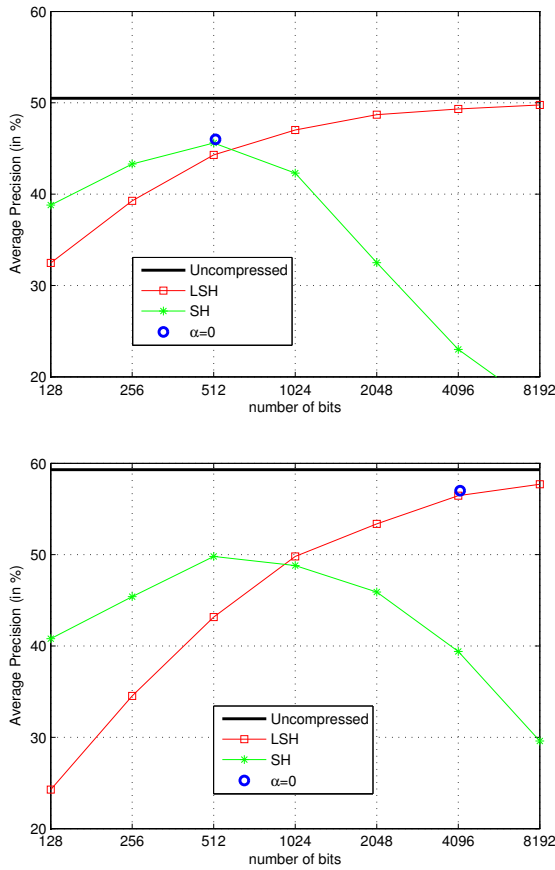 60
50
40
30
20
Average Precision (in %)
Uncompressed
LSH
SH
α=0
128 256 512 1024 2048 4096 8192
number of bits
60
50
40
30
20
Average Precision (in %)
Uncompressed
LSH
SH
α=0
128 256 512 1024 2048 4096 8192
number of bits